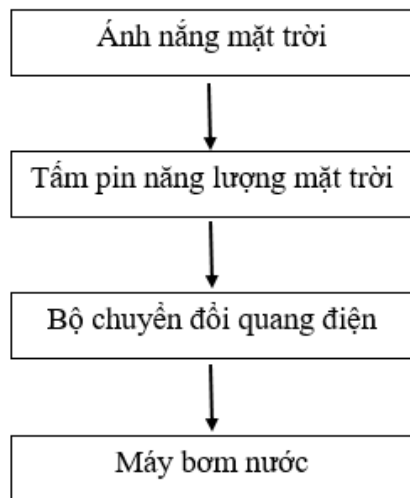 Ánh nắng mặt trời
Tấm pin năng lượng mặt trời
Bộ chuyển đổi quang điện
Máy bơm nước